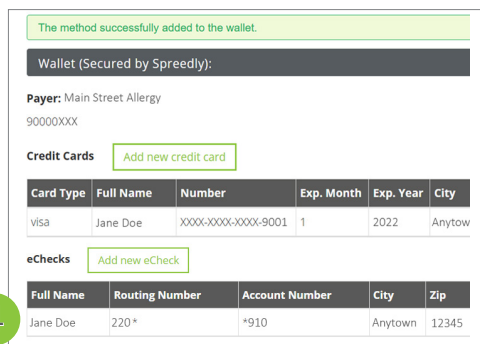 The method successfully added to the wallet.
Wallet (Secured by Spreedly):
Payer: Main Street Allergy
90000XXX
Credit Cards Add new credit card
Card Type Full Name Number Exp. Month Exp. Year City
visa Jane Doe XXXX-XXXX-XXXX-9001 1 2022 Anytow
eChecks Add new eCheck
Full Name Routing Number Account Number City Zip
Jane Doe 220* *910 Anytown 12345